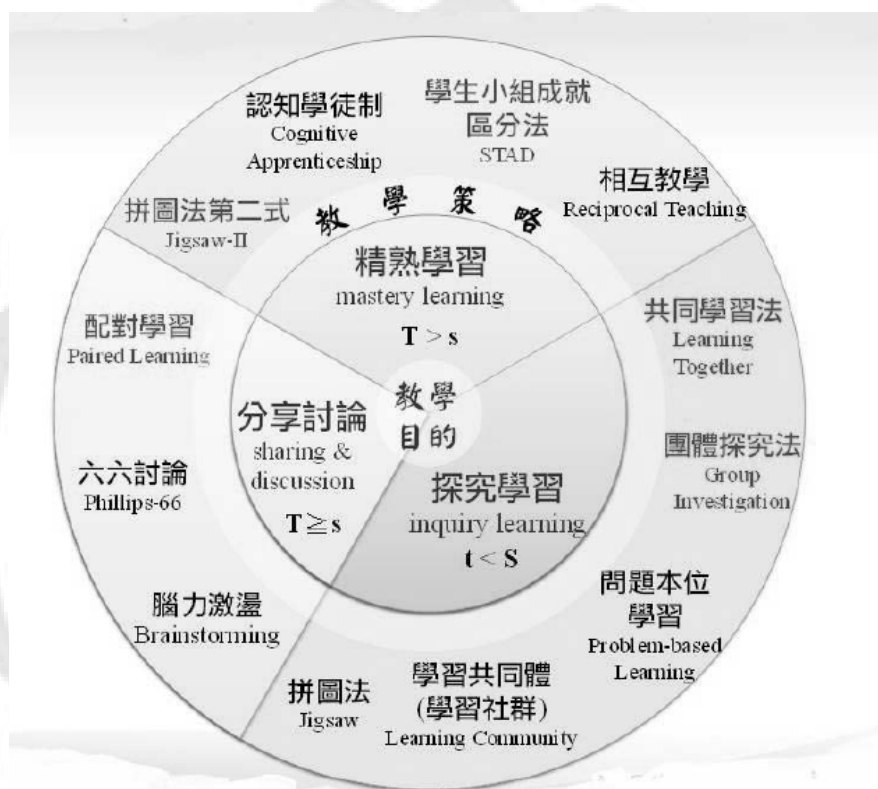 認知學徒制
Cognitive
Apprenticeship
學生小組成就
區分法
STAD
相互教學
Reciprocal Teaching
拼圖法第二式
Jigsaw-II
教學策略
精熟學習
mastery learning
T > s
配對學習
Paired Learning
共同學習法
Learning
Together
教學
目的
分享討論
sharing &
discussion
T ≧ s
探究學習
inquiry learning
t < S
六六討論
Phillips-66
團體探究法
Group
Investigation
腦力激盪
Brainstorming
問題本位
學習
Problem-based
Learning
拼圖法
Jigsaw
學習共同體
(學習社群)
Learning Community